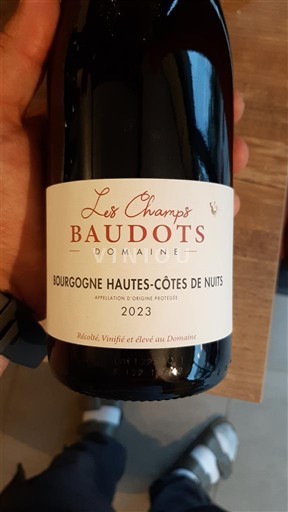 Les Champs
BAUDOTS
DOMAINE
VINIOU
BOURGOGNE HAUTES-CÔTES DE NUITS
APPELLATION D'ORIGINE PROTÉGÉE
2023
Récolté, Vinifié et élevé au Domaine